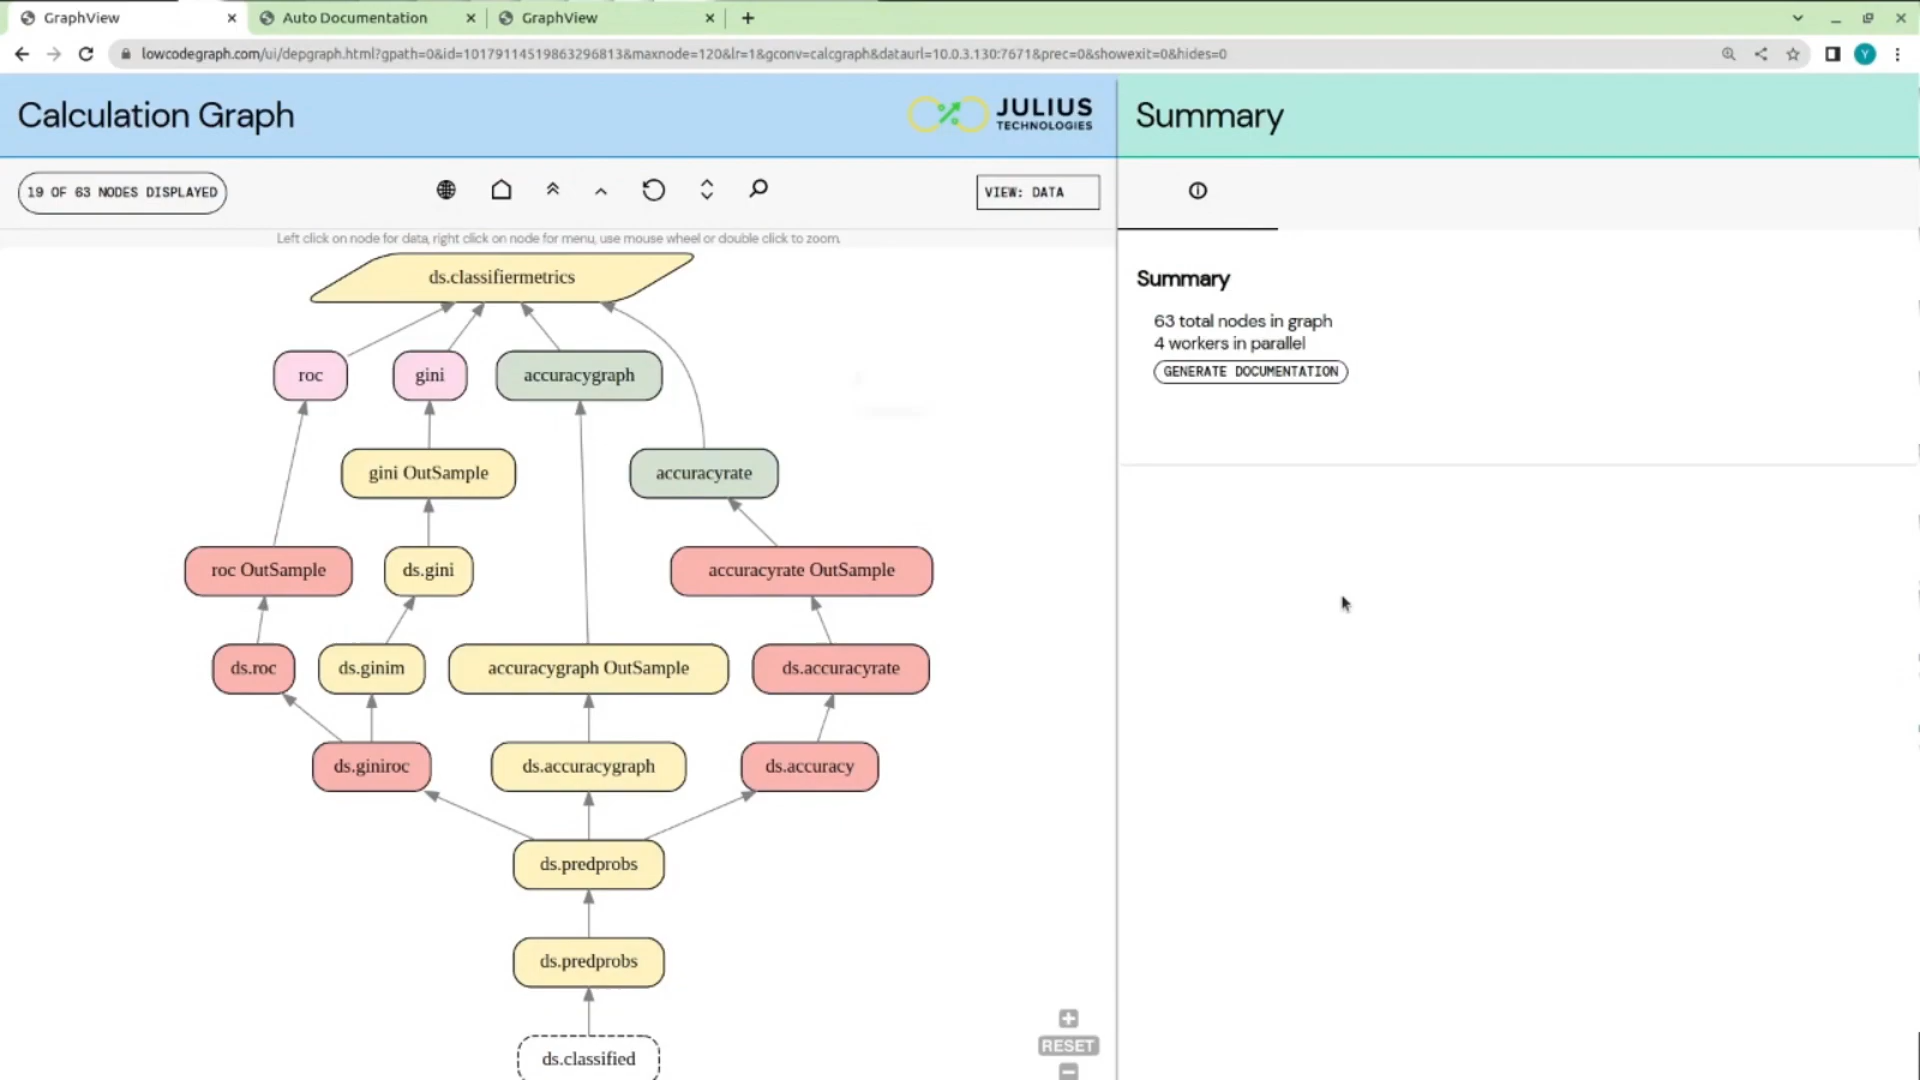 GraphView
Auto Documentation
GraphView
lowcodegraph.com/ui/depgraph.html?gpath=0&id=10179114519863296813&maxnode=120&lr=1&gconv=calcgraph&dataurl=10.0.3.130:7671&prec=0&showexit=0&hides=0
Y
Calculation Graph
JULIUS
TECHNOLOGIES
Summary
19 OF 63 NODES DISPLAYED
VIEW: DATA
Left click on node for data, right click on node for menu, use mouse wheel or double click to zoom.
ds.classifiermetrics
roc
gini
accuracygraph
gini OutSample
accuracyrate
roc OutSample
ds.gini
accuracyrate OutSample
ds.roc
ds.ginim
accuracygraph OutSample
ds.accuracyrate
ds.giniroc
ds.accuracygraph
ds.accuracy
ds.predprobs
ds.predprobs
ds.classified
RESET
Summary
63 total nodes in graph
4 workers in parallel
GENERATE DOCUMENTATION